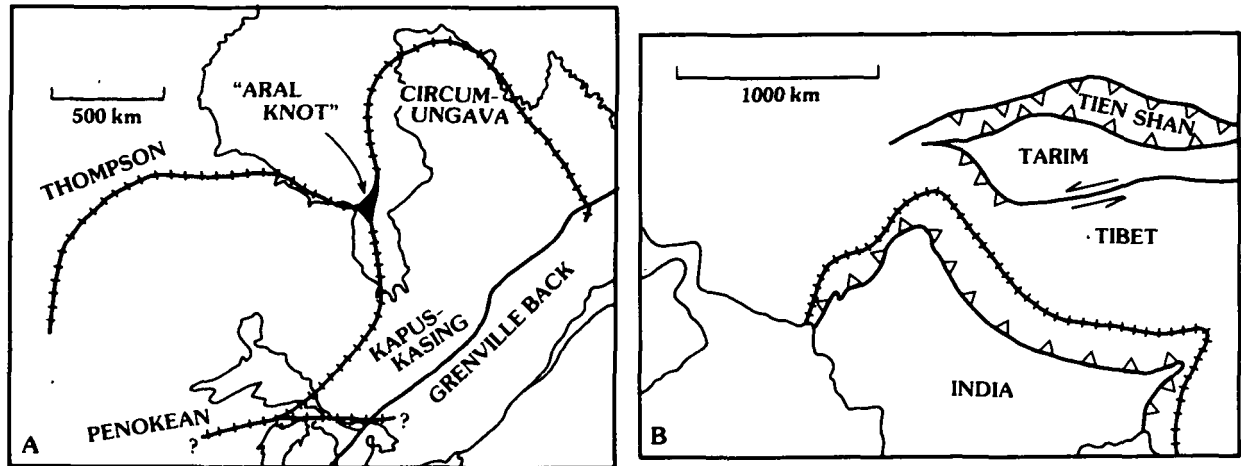 "ARAL
KNOT"
CIRCUM-
UNGAVA
500 km
THOMPSON
KAPUS-
KASING
GRENVILLE BACK
PENOKEAN
?
?
A
1000 km
TIEN SHAN
TARIM
TIBET
INDIA
B